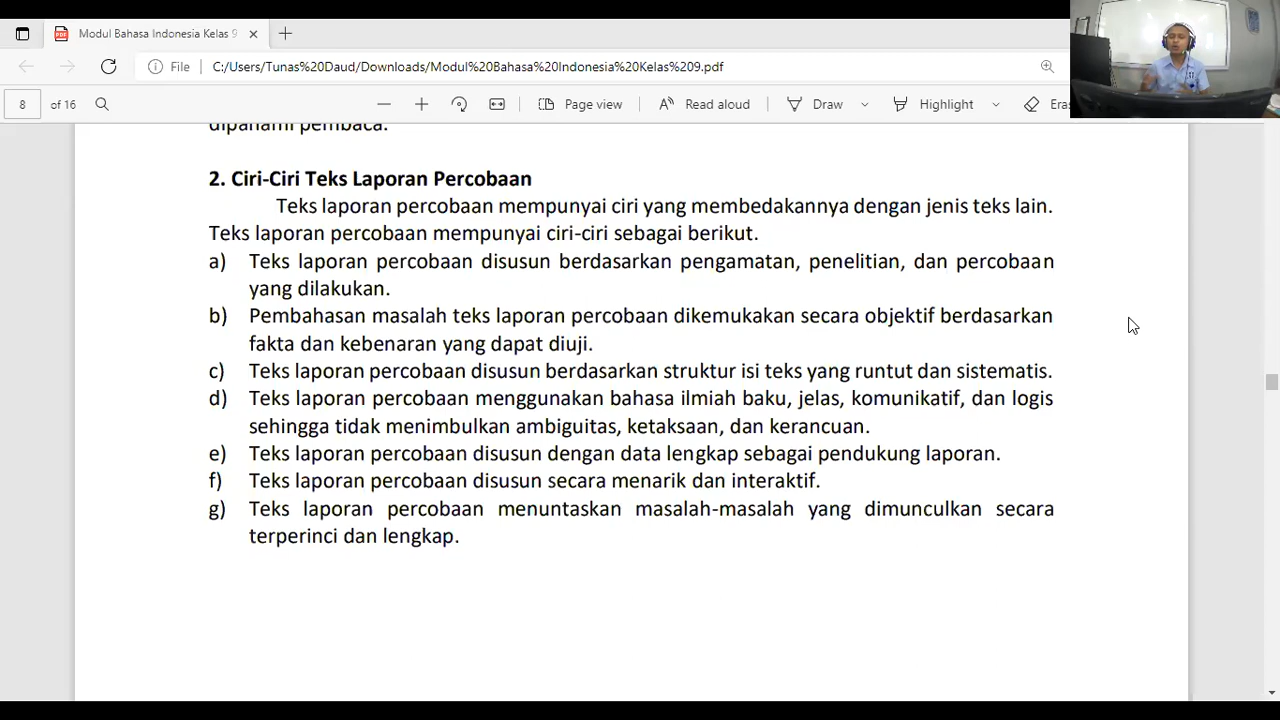 Modul Bahasa Indonesia Kelas 9
File C:/Users/Tunas%20Daud/Downloads/Modul%20Bahasa%20Indonesia%20Kelas%209.pdf
8 of 16 Page view Read aloud Draw Highlight Eras
dipahami pembaca.
2. Ciri-Ciri Teks Laporan Percobaan
Teks laporan percobaan mempunyai ciri yang membedakannya dengan jenis teks lain.
Teks laporan percobaan mempunyai ciri-ciri sebagai berikut.
a) Teks laporan percobaan disusun berdasarkan pengamatan, penelitian, dan percobaan
yang dilakukan.
b) Pembahasan masalah teks laporan percobaan dikemukakan secara objektif berdasarkan
fakta dan kebenaran yang dapat diuji.
c) Teks laporan percobaan disusun berdasarkan struktur isi teks yang runtut dan sistematis.
d) Teks laporan percobaan menggunakan bahasa ilmiah baku, jelas, komunikatif, dan logis
sehingga tidak menimbulkan ambiguitas, ketaksaan, dan kerancuan.
e) Teks laporan percobaan disusun dengan data lengkap sebagai pendukung laporan.
f) Teks laporan percobaan disusun secara menarik dan interaktif.
g) Teks laporan percobaan menuntaskan masalah-masalah yang dimunculkan secara
terperinci dan lengkap.